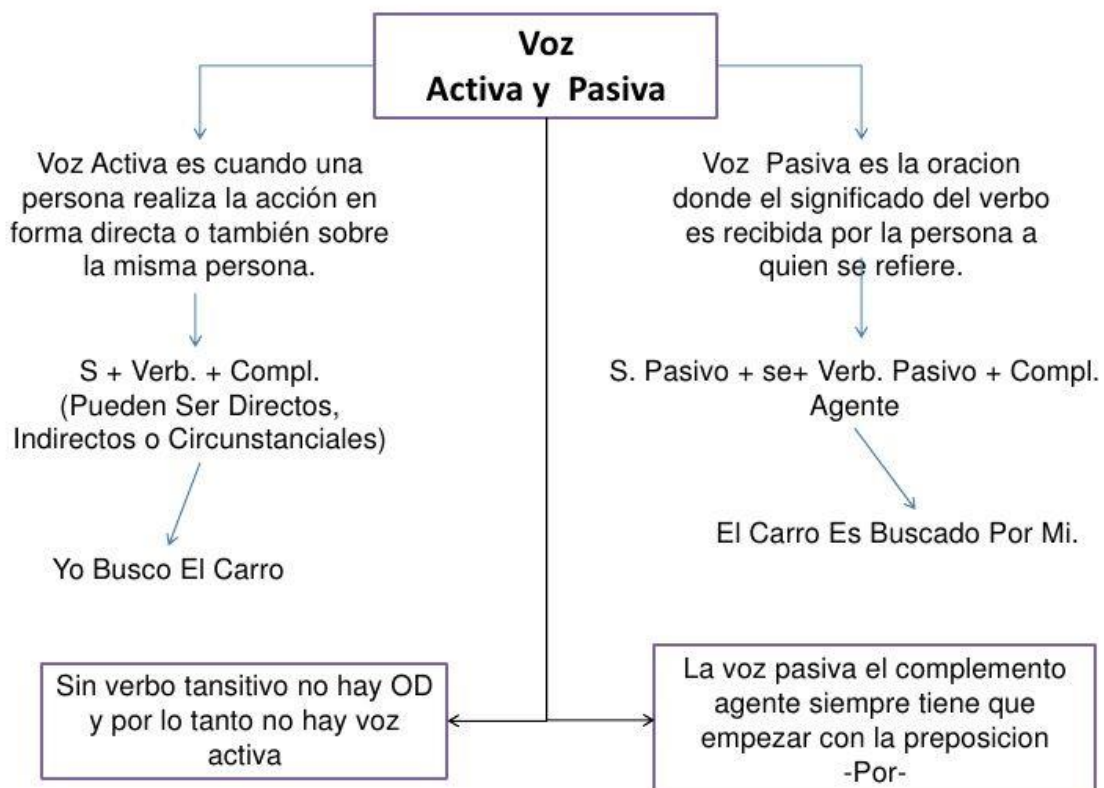 Voz
Activa y Pasiva
Voz Activa es cuando una
persona realiza la acción en
forma directa o también sobre
la misma persona.
S + Verb. + Compl.
(Pueden Ser Directos,
Indirectos o Circunstanciales)
Yo Busco El Carro
Voz Pasiva es la oracion
donde el significado del verbo
es recibida por la persona a
quien se refiere.
S. Pasivo + se+ Verb. Pasivo + Compl.
Agente
El Carro Es Buscado Por Mi.
Sin verbo tansitivo no hay OD
y por lo tanto no hay voz
activa
La voz pasiva el complemento
agente siempre tiene que
empezar con la preposicion
-Por-